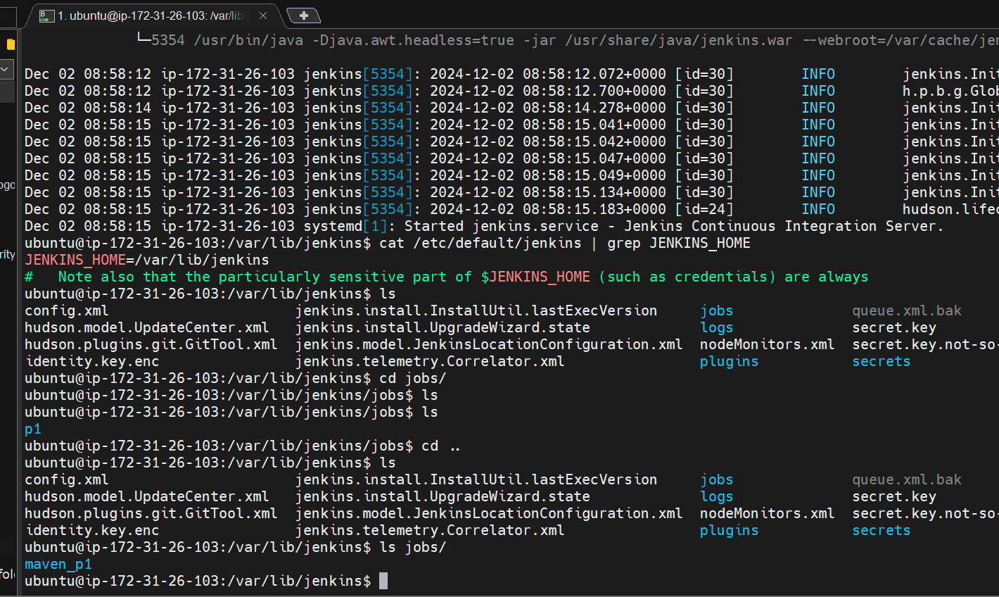 1. ubuntu@ip-172-31-26-103: /var/lib/
└─5354 /usr/bin/java -Djava.awt.headless=true -jar /usr/share/java/jenkins.war --webroot=/var/cache/jen
Dec 02 08:58:12 ip-172-31-26-103 jenkins[5354]: 2024-12-02 08:58:12.072+0000 [id=30] INFO jenkins.Init
Dec 02 08:58:12 ip-172-31-26-103 jenkins[5354]: 2024-12-02 08:58:12.700+0000 [id=30] INFO h.p.b.g.Glob
Dec 02 08:58:14 ip-172-31-26-103 jenkins[5354]: 2024-12-02 08:58:14.278+0000 [id=30] INFO jenkins.Init
Dec 02 08:58:15 ip-172-31-26-103 jenkins[5354]: 2024-12-02 08:58:15.041+0000 [id=30] INFO jenkins.Init
Dec 02 08:58:15 ip-172-31-26-103 jenkins[5354]: 2024-12-02 08:58:15.042+0000 [id=30] INFO jenkins.Init
Dec 02 08:58:15 ip-172-31-26-103 jenkins[5354]: 2024-12-02 08:58:15.047+0000 [id=30] INFO jenkins.Init
Dec 02 08:58:15 ip-172-31-26-103 jenkins[5354]: 2024-12-02 08:58:15.049+0000 [id=30] INFO jenkins.Init
Dec 02 08:58:15 ip-172-31-26-103 jenkins[5354]: 2024-12-02 08:58:15.134+0000 [id=30] INFO jenkins.Init
Dec 02 08:58:15 ip-172-31-26-103 jenkins[5354]: 2024-12-02 08:58:15.183+0000 [id=24] INFO hudson.lifec
Dec 02 08:58:15 ip-172-31-26-103 systemd[1]: Started jenkins.service - Jenkins Continuous Integration Server.
ubuntu@ip-172-31-26-103:/var/lib/jenkins$ cat /etc/default/jenkins | grep JENKINS_HOME
JENKINS_HOME=/var/lib/jenkins
#   Note also that the particularly sensitive part of $JENKINS_HOME (such as credentials) are always
ubuntu@ip-172-31-26-103:/var/lib/jenkins$ ls
config.xml jenkins.install.InstallUtil.lastExecVersion jobs queue.xml.bak
hudson.model.UpdateCenter.xml jenkins.install.UpgradeWizard.state logs secret.key
hudson.plugins.git.GitTool.xml jenkins.model.JenkinsLocationConfiguration.xml nodeMonitors.xml secret.key.not-so-
identity.key.enc jenkins.telemetry.Correlator.xml plugins secrets
ubuntu@ip-172-31-26-103:/var/lib/jenkins$ cd jobs/
ubuntu@ip-172-31-26-103:/var/lib/jenkins/jobs$ ls
ubuntu@ip-172-31-26-103:/var/lib/jenkins/jobs$ ls
p1
ubuntu@ip-172-31-26-103:/var/lib/jenkins/jobs$ cd ..
ubuntu@ip-172-31-26-103:/var/lib/jenkins$ ls
config.xml jenkins.install.InstallUtil.lastExecVersion jobs queue.xml.bak
hudson.model.UpdateCenter.xml jenkins.install.UpgradeWizard.state logs secret.key
hudson.plugins.git.GitTool.xml jenkins.model.JenkinsLocationConfiguration.xml nodeMonitors.xml secret.key.not-so-
identity.key.enc jenkins.telemetry.Correlator.xml plugins secrets
ubuntu@ip-172-31-26-103:/var/lib/jenkins$ ls jobs/
maven_p1
ubuntu@ip-172-31-26-103:/var/lib/jenkins$